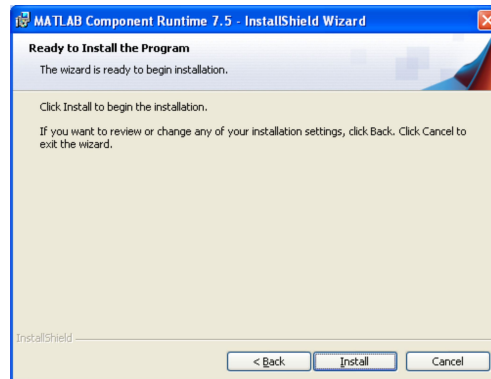 MATLAB Component Runtime 7.5 - InstallShield Wizard
Ready to Install the Program
The wizard is ready to begin installation.
Click Install to begin the installation.
If you want to review or change any of your installation settings, click Back. Click Cancel to
exit the wizard.
InstallShield
< Back
Install
Cancel